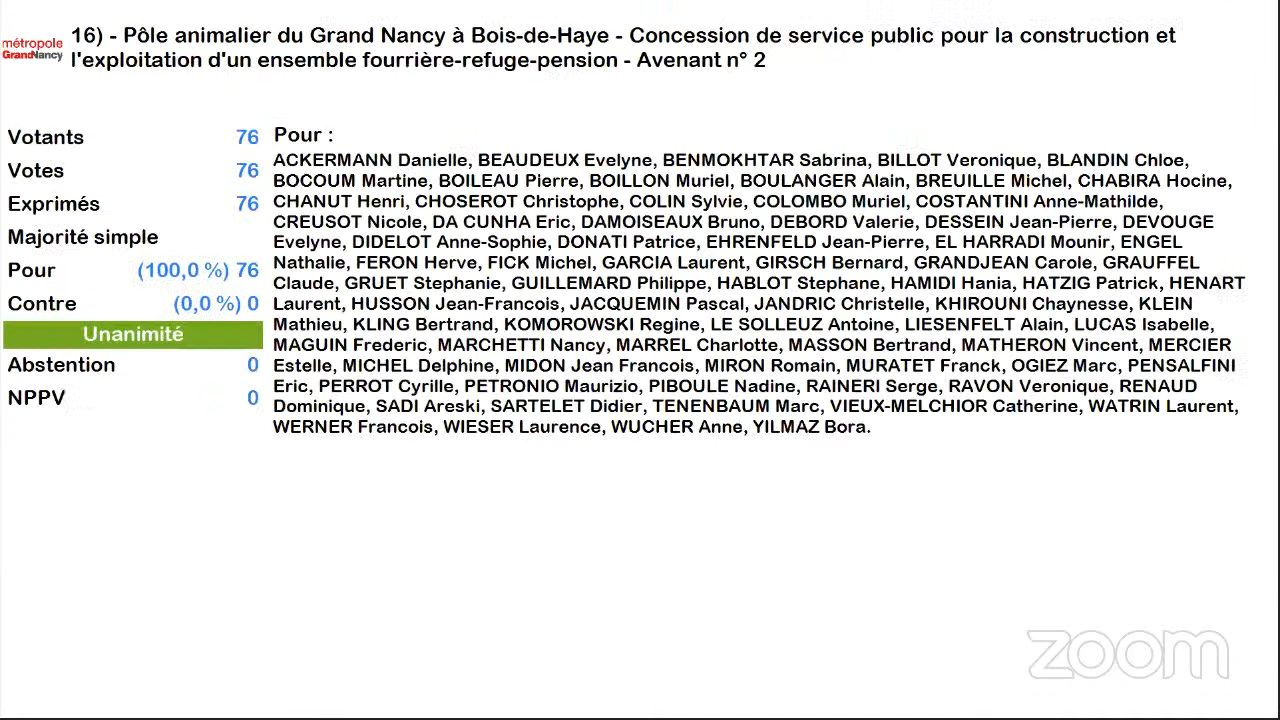 métropole
GrandNancy
16) - Pôle animalier du Grand Nancy à Bois-de-Haye - Concession de service public pour la construction et
l'exploitation d'un ensemble fourrière-refuge-pension - Avenant n° 2
Votants 76
Votes 76
Exprimés 76
Majorité simple
Pour (100,0 %) 76
Contre (0,0 %) 0
Unanimité
Abstention 0
NPPV 0
Pour :
ACKERMANN Danielle, BEAUDEUX Evelyne, BENMOKHTAR Sabrina, BILLOT Veronique, BLANDIN Chloe,
BOCOUM Martine, BOILEAU Pierre, BOILLON Muriel, BOULANGER Alain, BREUILLE Michel, CHABIRA Hocine,
CHANUT Henri, CHOSEROT Christophe, COLIN Sylvie, COLOMBO Muriel, COSTANTINI Anne-Mathilde,
CREUSOT Nicole, DA CUNHA Eric, DAMOISEAUX Bruno, DEBORD Valerie, DESSEIN Jean-Pierre, DEVOUGE
Evelyne, DIDELOT Anne-Sophie, DONATI Patrice, EHRENFELD Jean-Pierre, EL HARRADI Mounir, ENGEL
Nathalie, FERON Herve, FICK Michel, GARCIA Laurent, GIRSCH Bernard, GRANDJEAN Carole, GRAUFFEL
Claude, GRUET Stephanie, GUILLEMARD Philippe, HABLOT Stephane, HAMIDI Hania, HATZIG Patrick, HENART
Laurent, HUSSON Jean-Francois, JACQUEMIN Pascal, JANDRIC Christelle, KHIROUNI Chaynesse, KLEIN
Mathieu, KLING Bertrand, KOMOROWSKI Regine, LE SOLLEUZ Antoine, LIESENFELT Alain, LUCAS Isabelle,
MAGUIN Frederic, MARCHETTI Nancy, MARREL Charlotte, MASSON Bertrand, MATHERON Vincent, MERCIER
Estelle, MICHEL Delphine, MIDON Jean Francois, MIRON Romain, MURATET Franck, OGIEZ Marc, PENSALFINI
Eric, PERROT Cyrille, PETRONIO Maurizio, PIBOULE Nadine, RAINERI Serge, RAVON Veronique, RENAUD
Dominique, SADI Areski, SARTELET Didier, TENENBAUM Marc, VIEUX-MELCHIOR Catherine, WATRIN Laurent,
WERNER Francois, WIESER Laurence, WUCHER Anne, YILMAZ Bora.
zoom